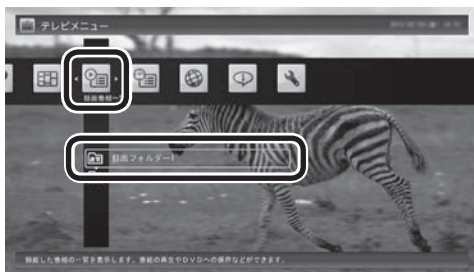 テレビメニュー
録画番組一
録画フォルダー1
録画した番組の一覧を表示します。番組の再生やDVDへの保存などができます。